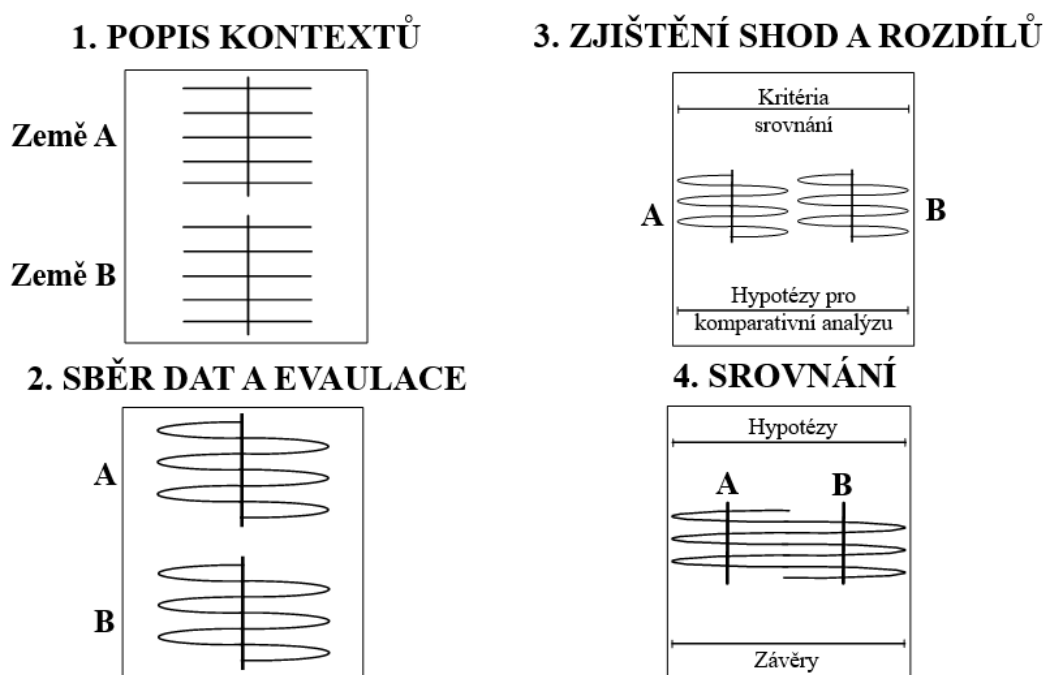 1. POPIS KONTEXTŮ
Země A
Země B
2. SBĚR DAT A EVAULACE
A
B
3. ZJIŠTĚNÍ SHOD A ROZDÍLŮ
Kritéria
srovnání
A
B
Hypotézy pro
komparativní analýzu
4. SROVNÁNÍ
Hypotézy
A B
Závěry